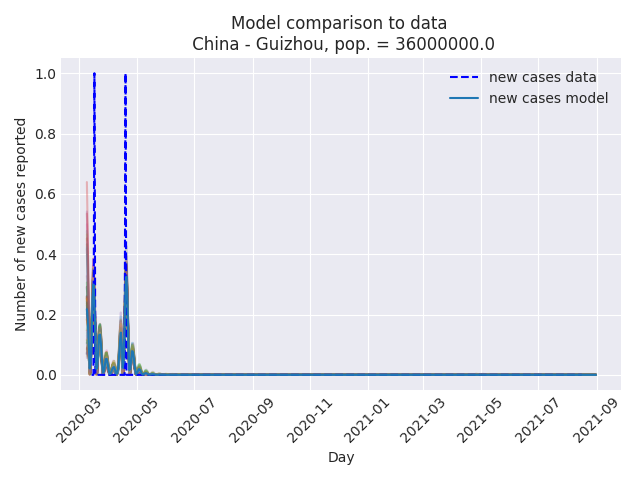 Model comparison to data
China - Guizhou, pop. = 36000000.0
new cases data
new cases model
Number of new cases reported
1.0
0.8
0.6
0.4
0.2
0.0
2020-03
2020-05
2020-07
2020-09
2020-11
2021-01
2021-03
2021-05
2021-07
2021-09
Day